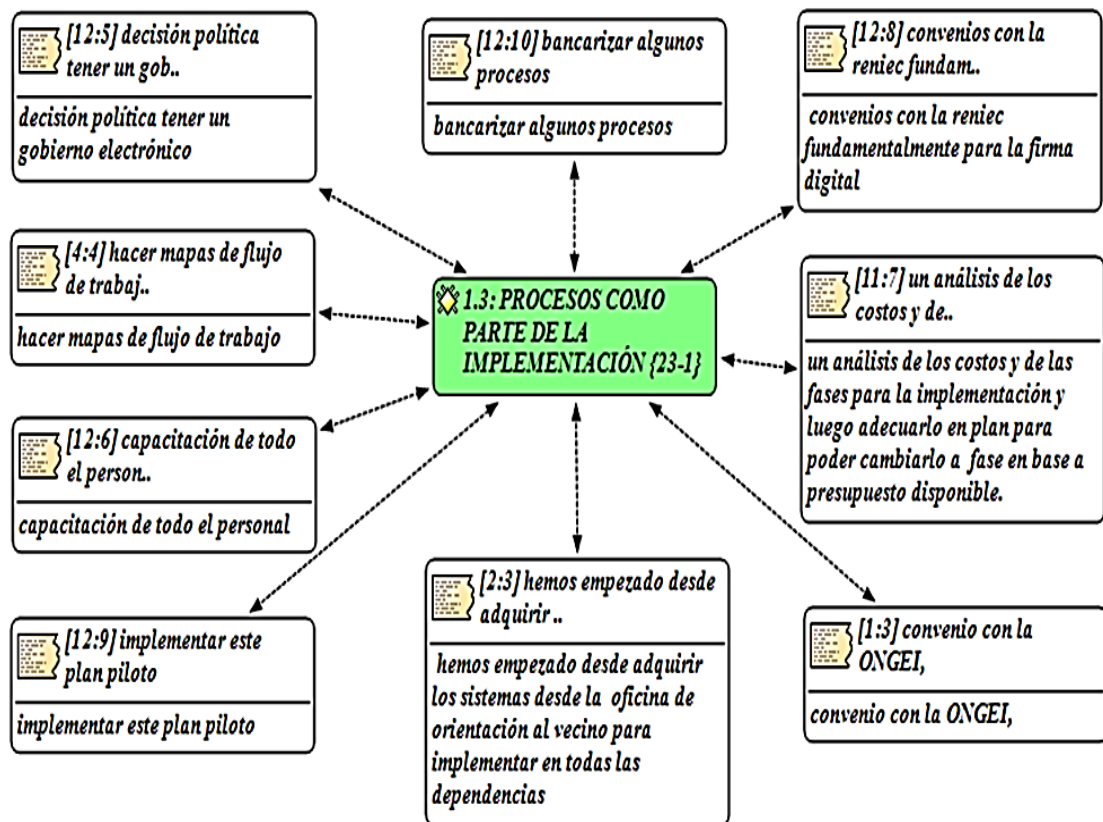 [12:5] decisión política
tener un gob..
decisión política tener un
gobierno electrónico
[12:10] bancarizar algunos
procesos
bancarizar algunos procesos
[12:8] convenios con la
reniec fundam..
convenios con la reniec
fundamentalmente para la firma
digital
[4:4] hacer mapas de flujo
de trabaj..
hacer mapas de flujo de trabajo
1.3: PROCESOS COMO
PARTE DE LA
IMPLEMENTACIÓN {23-1}
[11:7] un análisis de los
costos y de..
un análisis de los costos y de las
fases para la implementación y
luego adecuarlo en plan para
poder cambiarlo a fase en base a
presupuesto disponible.
[12:6] capacitación de todo
el person..
capacitación de todo el personal
[12:9] implementar este
plan piloto
implementar este plan piloto
[2:3] hemos empezado desde
adquirir ..
hemos empezado desde adquirir
los sistemas desde la oficina de
orientación al vecino para
implementar en todas las
dependencias
[1:3] convenio con la
ONGEI,
convenio con la ONGEI,